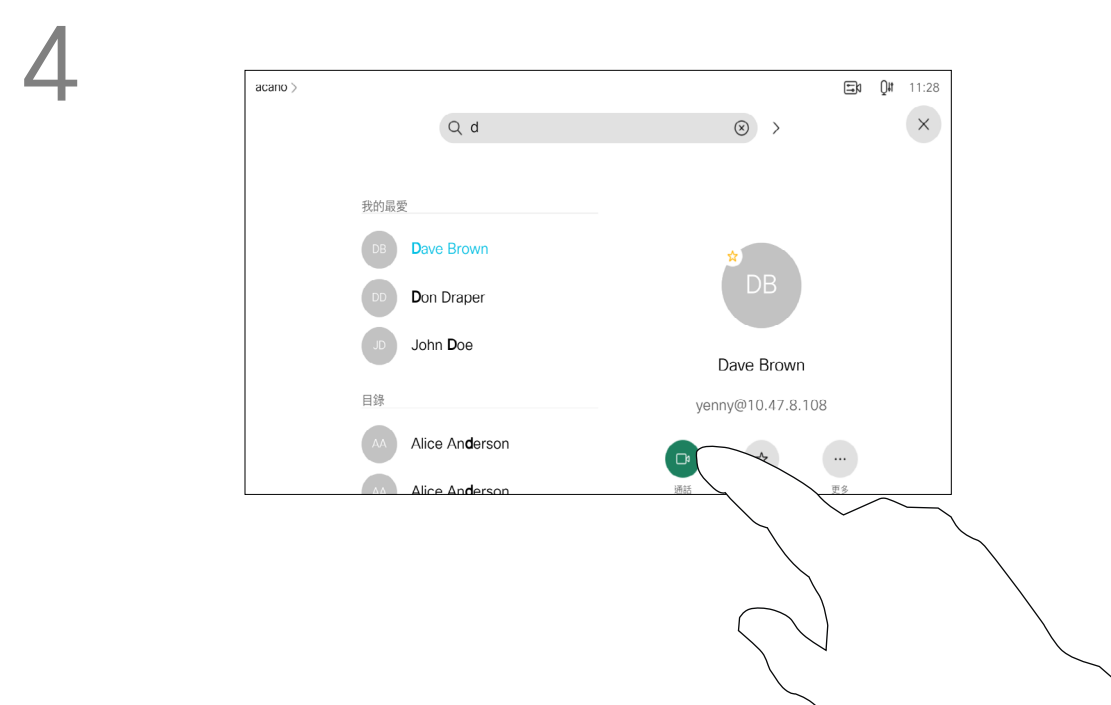 4
acano >
11:28
d
我的最愛
DB
Dave Brown
DD
Don Draper
JD
John Doe
目錄
AA
Alice Anderson
AA
Alice Anderson
DB
Dave Brown
yenny@10.47.8.108
通話
更多